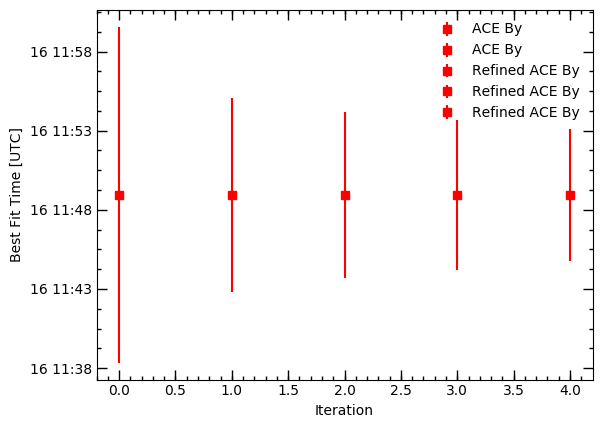 ACE By
ACE By
Refined ACE By
Refined ACE By
Refined ACE By
Best Fit Time [UTC]
16 11:58
16 11:53
16 11:48
16 11:43
16 11:38
0.0 0.5 1.0 1.5 2.0 2.5 3.0 3.5 4.0
Iteration